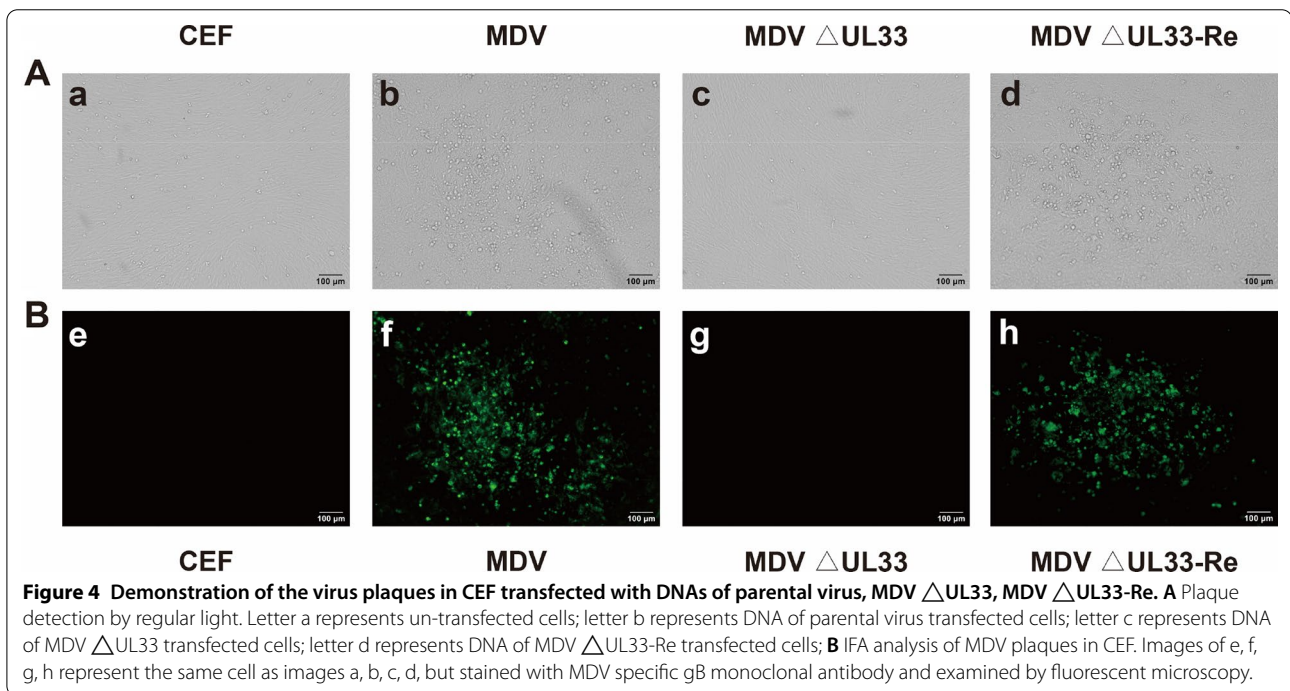 CEF MDV MDV △UL33 MDV △UL33-Re
A
a b c d
100 µm 100 µm 100 µm 100 µm
B
e f g h
100 µm 100 µm 100 µm 100 µm
CEF MDV MDV △UL33 MDV △UL33-Re
Figure 4 Demonstration of the virus plaques in CEF transfected with DNAs of parental virus, MDV △UL33, MDV △UL33-Re. A Plaque
detection by regular light. Letter a represents un-transfected cells; letter b represents DNA of parental virus transfected cells; letter c represents DNA
of MDV △UL33 transfected cells; letter d represents DNA of MDV △UL33-Re transfected cells; B IFA analysis of MDV plaques in CEF. Images of e, f,
g, h represent the same cell as images a, b, c, d, but stained with MDV specific gB monoclonal antibody and examined by fluorescent microscopy.